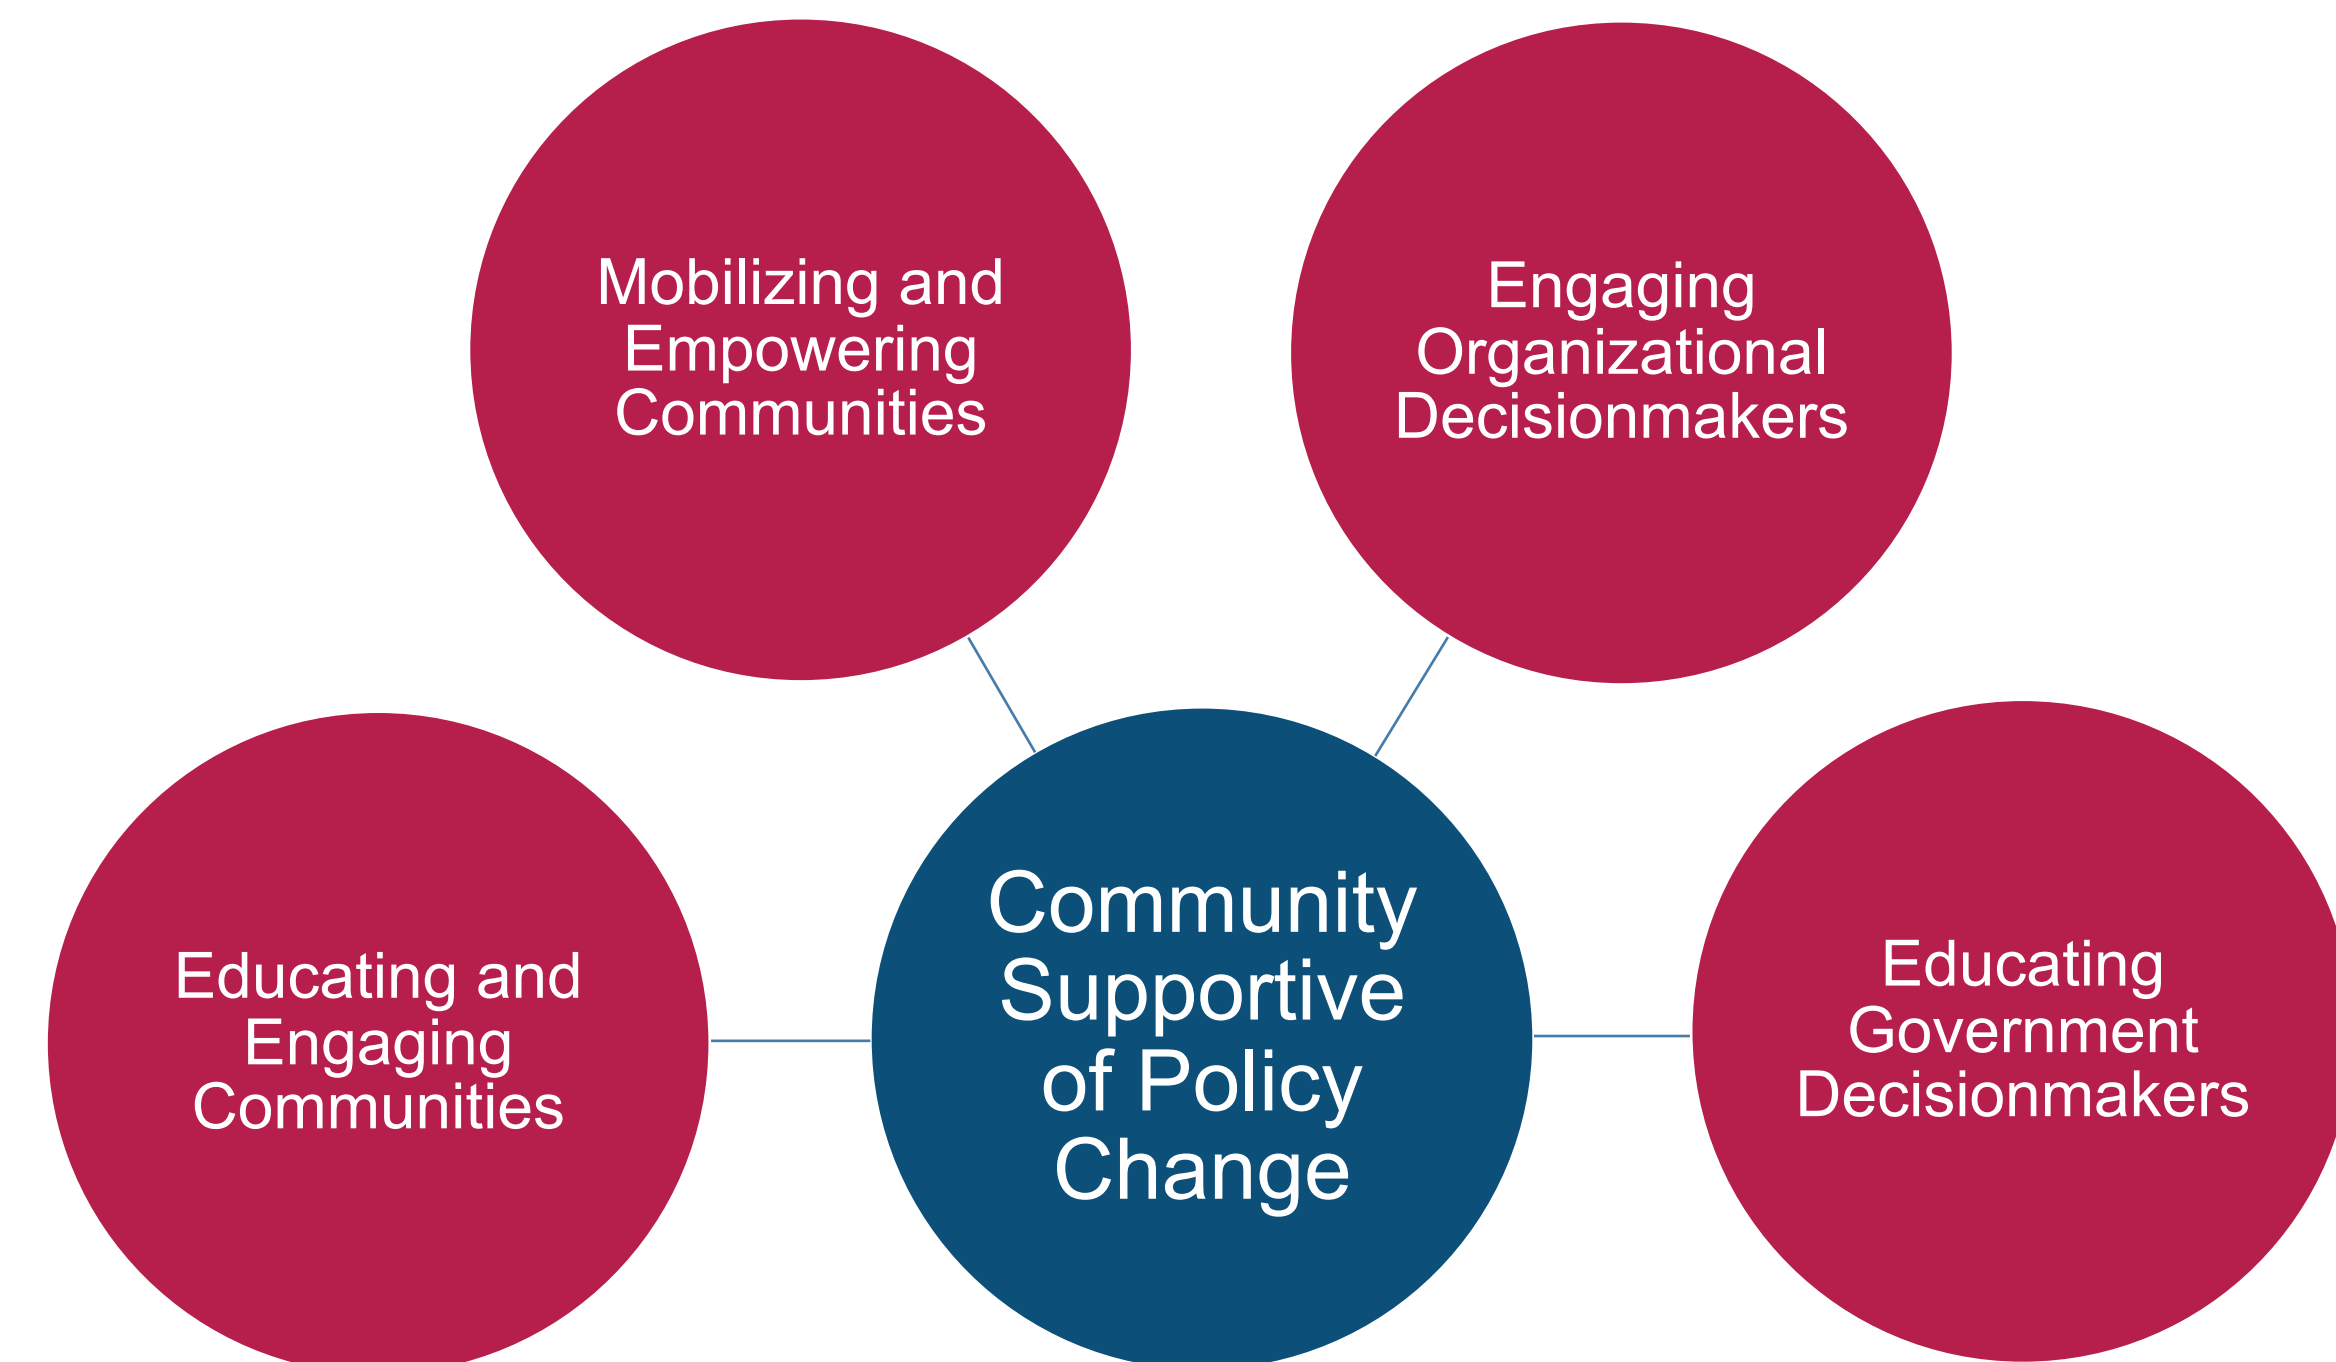 Mobilizing and
Empowering
Communities
Engaging
Organizational
Decisionmakers
Educating and
Engaging
Communities
Community
Supportive
of Policy
Change
Educating
Government
Decisionmakers